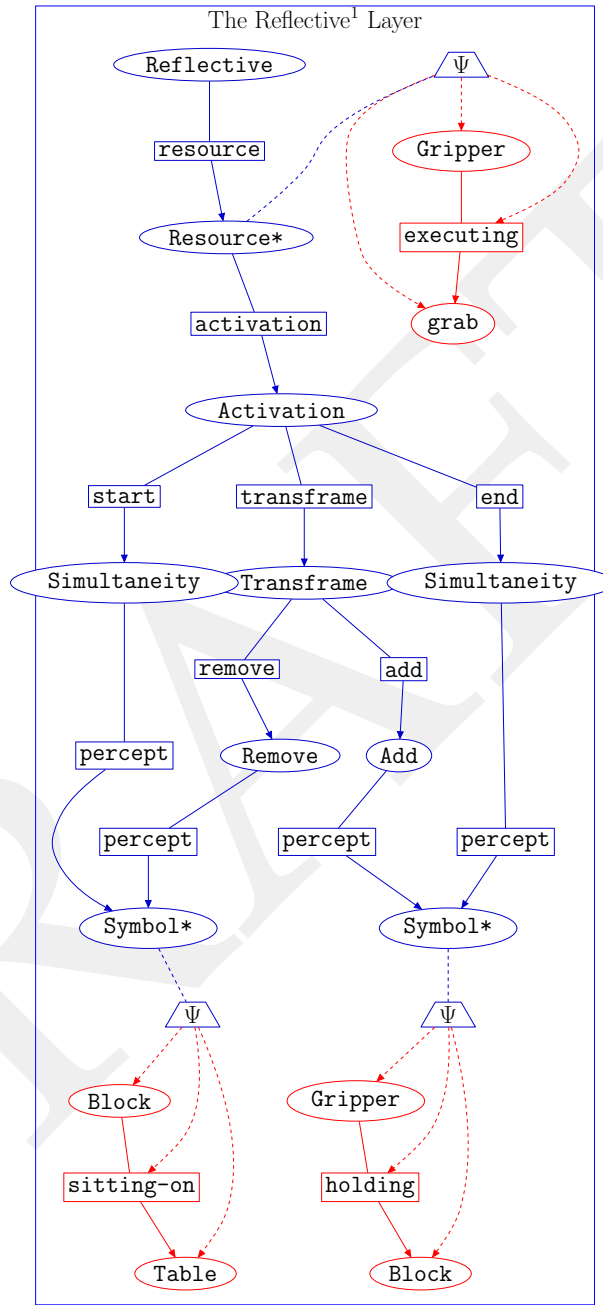 The Reflective¹ Layer
Reflective
Ψ
resource
Gripper
Resource*
executing
activation
grab
Activation
start
transframe
end
Simultaneity
Transframe
Simultaneity
remove
add
percept
Remove
Add
percept
percept
percept
Symbol*
Symbol*
Ψ
Ψ
Block
Gripper
sitting-on
holding
Table
Block